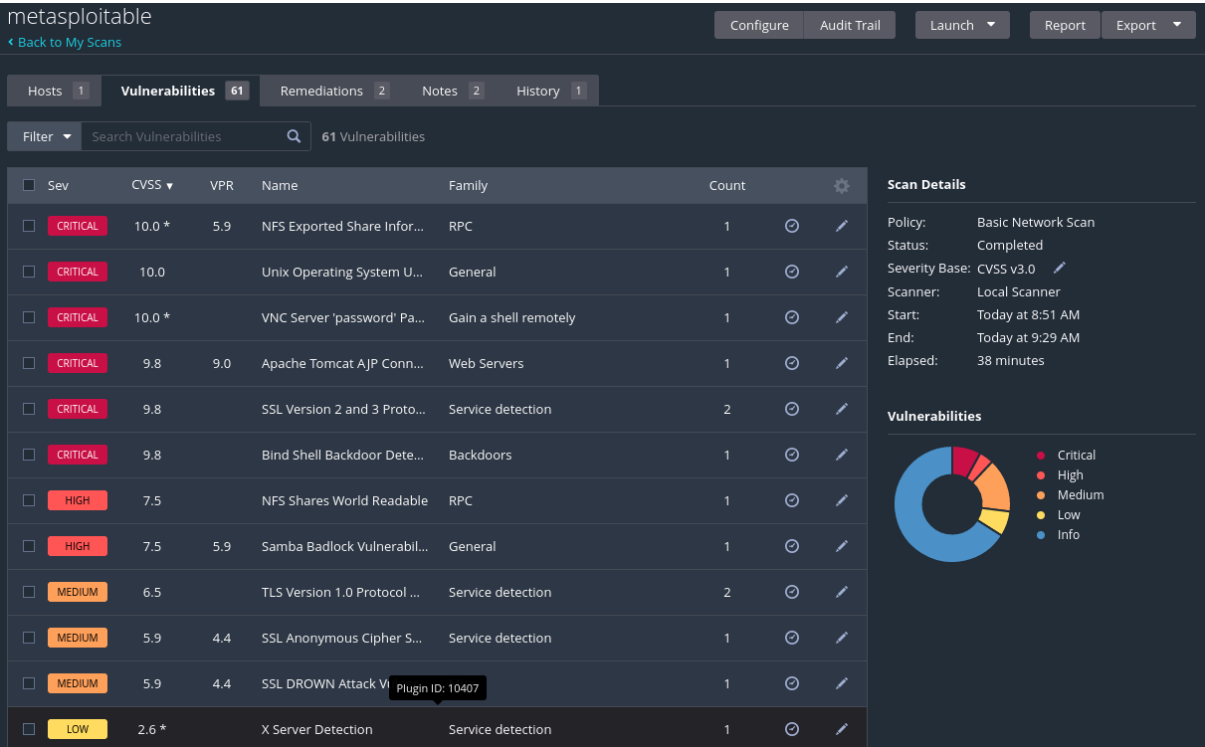 metasploitable
Configure Audit Trail Launch Report Export
Back to My Scans
Hosts 1 Vulnerabilities 61 Remediations 2 Notes 2 History 1
Filter Search Vulnerabilities 61 Vulnerabilities
Sev CVSS VPR Name Family Count
CRITICAL 10.0 * 5.9 NFS Exported Share Infor... RPC 1
CRITICAL 10.0 Unix Operating System U... General 1
CRITICAL 10.0 * VNC Server 'password' Pa... Gain a shell remotely 1
CRITICAL 9.8 9.0 Apache Tomcat AJP Conn... Web Servers 1
CRITICAL 9.8 SSL Version 2 and 3 Proto... Service detection 2
CRITICAL 9.8 Bind Shell Backdoor Dete... Backdoors 1
HIGH 7.5 NFS Shares World Readable RPC 1
HIGH 7.5 5.9 Samba Badlock Vulnerabil... General 1
MEDIUM 6.5 TLS Version 1.0 Protocol ... Service detection 2
MEDIUM 5.9 4.4 SSL Anonymous Cipher S... Service detection 1
MEDIUM 5.9 4.4 SSL DROWN Attack 1
Plugin ID: 10407
LOW 2.6 * X Server Detection Service detection 1
Scan Details
Policy: Basic Network Scan
Status: Completed
Severity Base: CVSS v3.0
Scanner: Local Scanner
Start: Today at 8:51 AM
End: Today at 9:29 AM
Elapsed: 38 minutes
Vulnerabilities
Critical
High
Medium
Low
Info